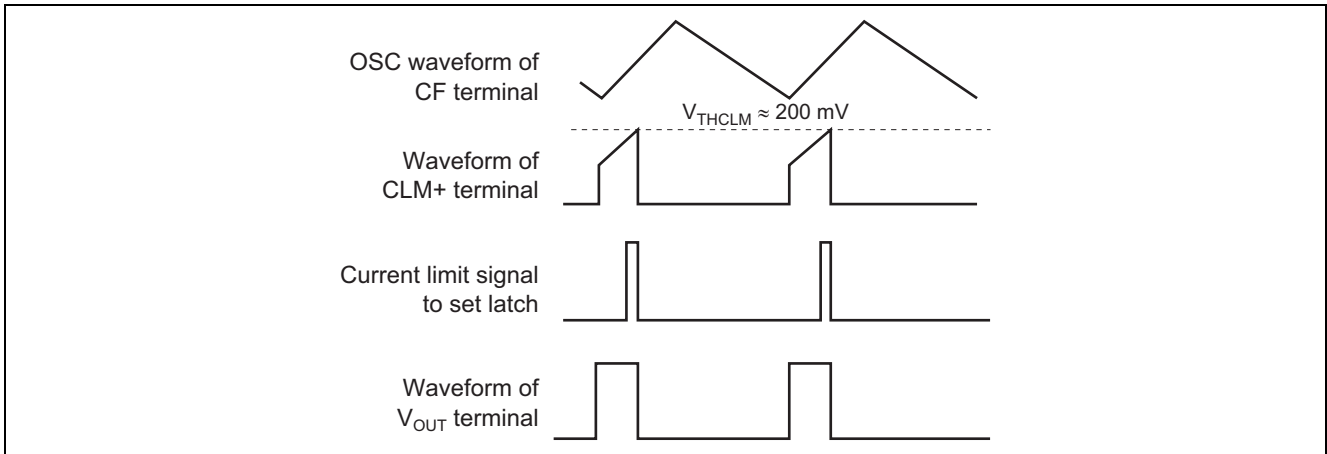 OSC waveform of
CF terminal
V_THCLM ≈ 200 mV
Waveform of
CLM+ terminal
Current limit signal
to set latch
Waveform of
V_OUT terminal